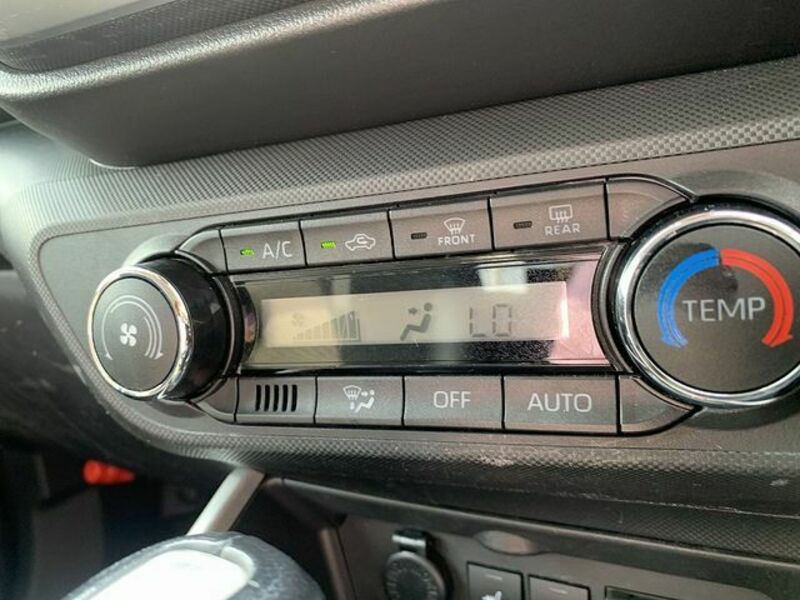 A/C
FRONT
REAR
LO
TEMP
OFF
AUTO